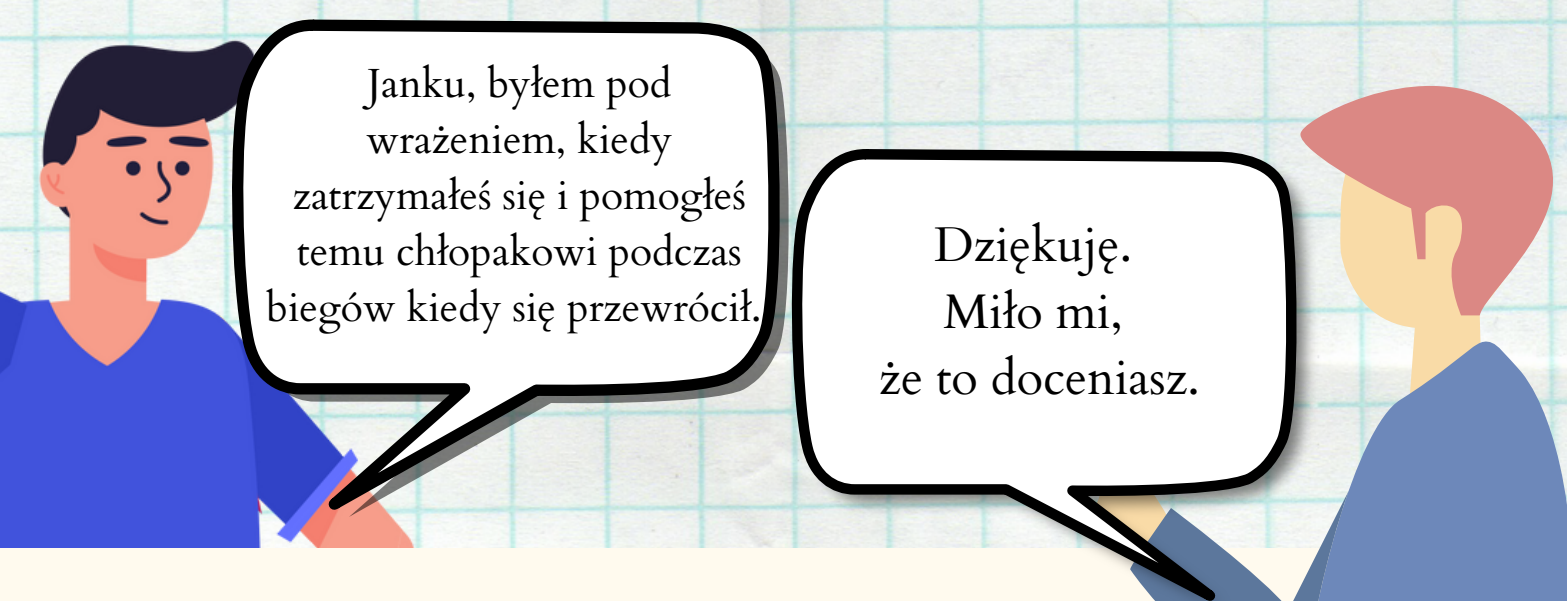 Janku, byłem pod
wrażeniem, kiedy
zatrzymałeś się i pomogłeś
temu chłopakowi podczas
biegów kiedy się przewrócił.
Dziękuję.
Miło mi,
że to doceniasz.